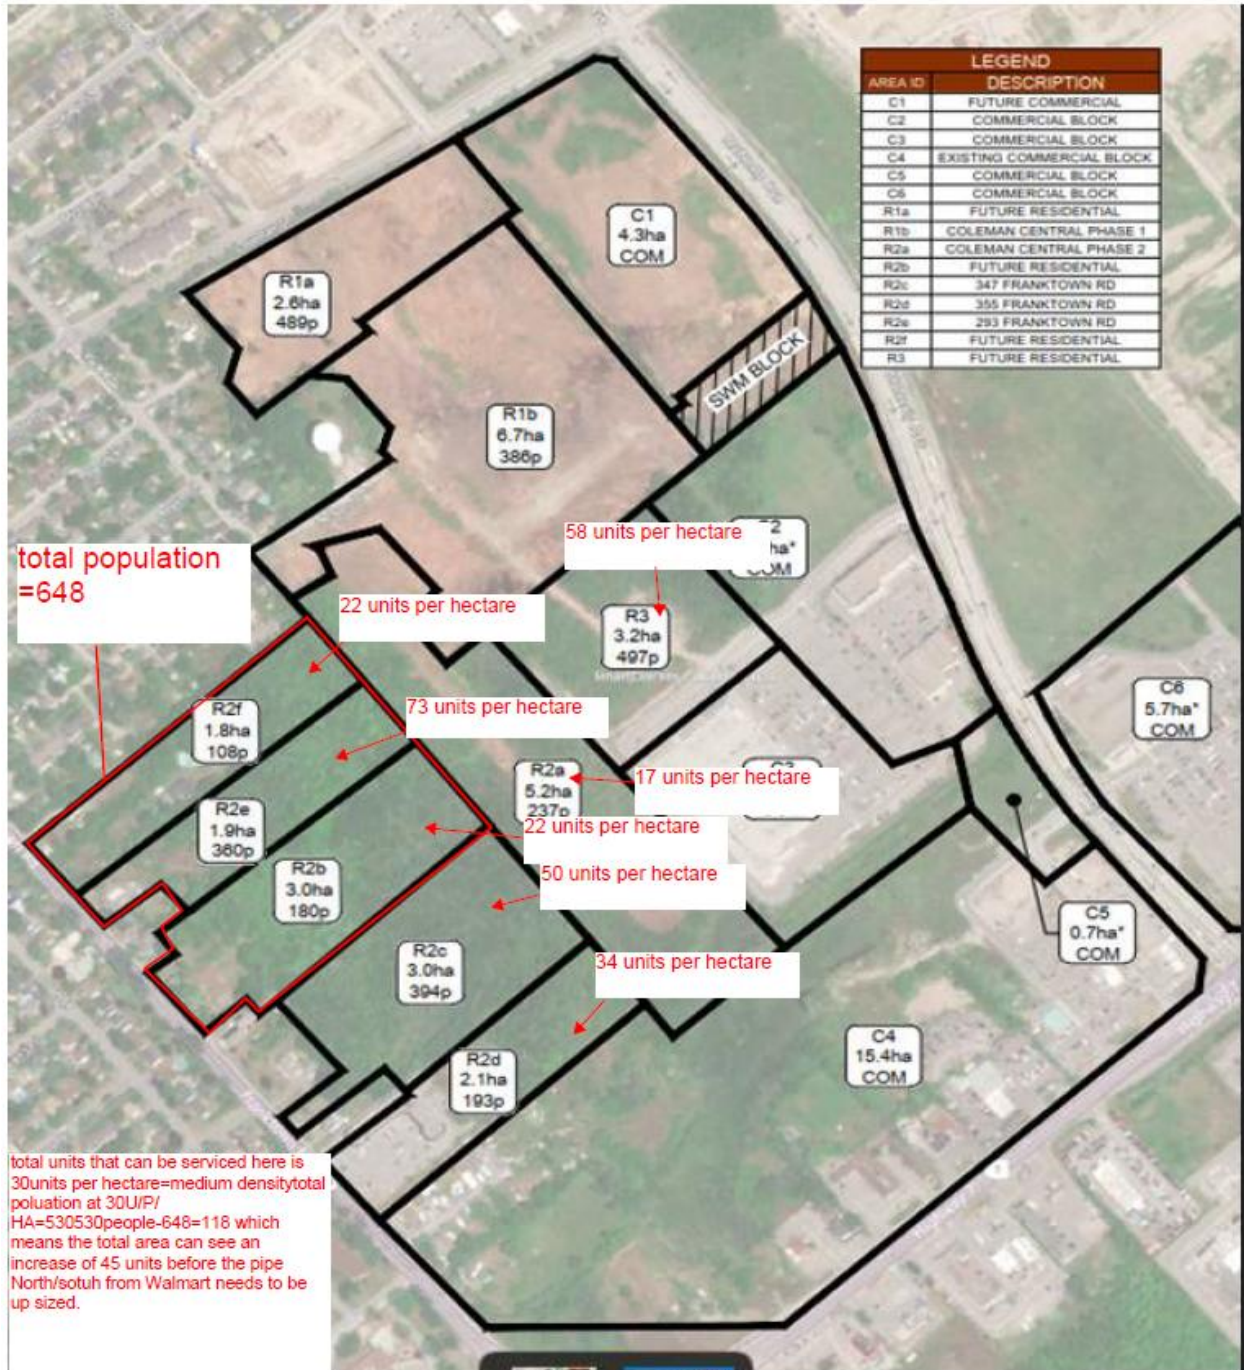 LEGEND
AREA ID DESCRIPTION
C1 FUTURE COMMERCIAL
C2 COMMERCIAL BLOCK
C3 COMMERCIAL BLOCK
C4 EXISTING COMMERCIAL BLOCK
C5 COMMERCIAL BLOCK
C6 COMMERCIAL BLOCK
R1a FUTURE RESIDENTIAL
R1b COLEMAN CENTRAL PHASE 1
R2a COLEMAN CENTRAL PHASE 2
R2b FUTURE RESIDENTIAL
R2c 347 FRANKTOWN RD
R2d 355 FRANKTOWN RD
R2e 293 FRANKTOWN RD
R2f FUTURE RESIDENTIAL
R3 FUTURE RESIDENTIAL
C1
4.3ha
COM
R1a
2.6ha
489p
SWM BLOCK
R1b
6.7ha
386p
58 units per hectare
2
ha*
COM
total population
=648
22 units per hectare
R3
3.2ha
497p
C6
5.7ha*
COM
73 units per hectare
R2f
1.8ha
108p
R2a
5.2ha
237p
17 units per hectare
R2e
1.9ha
360p
22 units per hectare
R2b
3.0ha
180p
50 units per hectare
C5
0.7ha*
COM
R2c
3.0ha
394p
34 units per hectare
C4
15.4ha
COM
R2d
2.1ha
193p
total units that can be serviced here is
30units per hectare=medium densitytotal
poluation at 30U/P/
HA=530530people-648=118 which
means the total area can see an
increase of 45 units before the pipe
North/sotuh from Walmart needs to be
up sized.